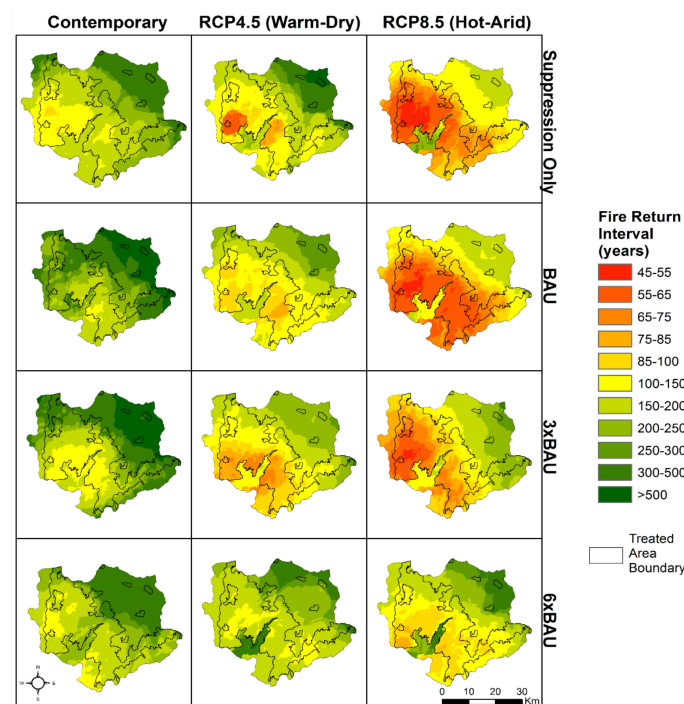 Contemporary RCP4.5 (Warm-Dry) RCP8.5 (Hot-Arid)
Suppression Only
BAU
3xBAU
6xBAU
Fire Return
Interval
(years)
45-55
55-65
65-75
75-85
85-100
100-150
150-200
200-250
250-300
300-500
>500
Treated
Area
Boundary
N
W E
S
0 10 20 30
Km